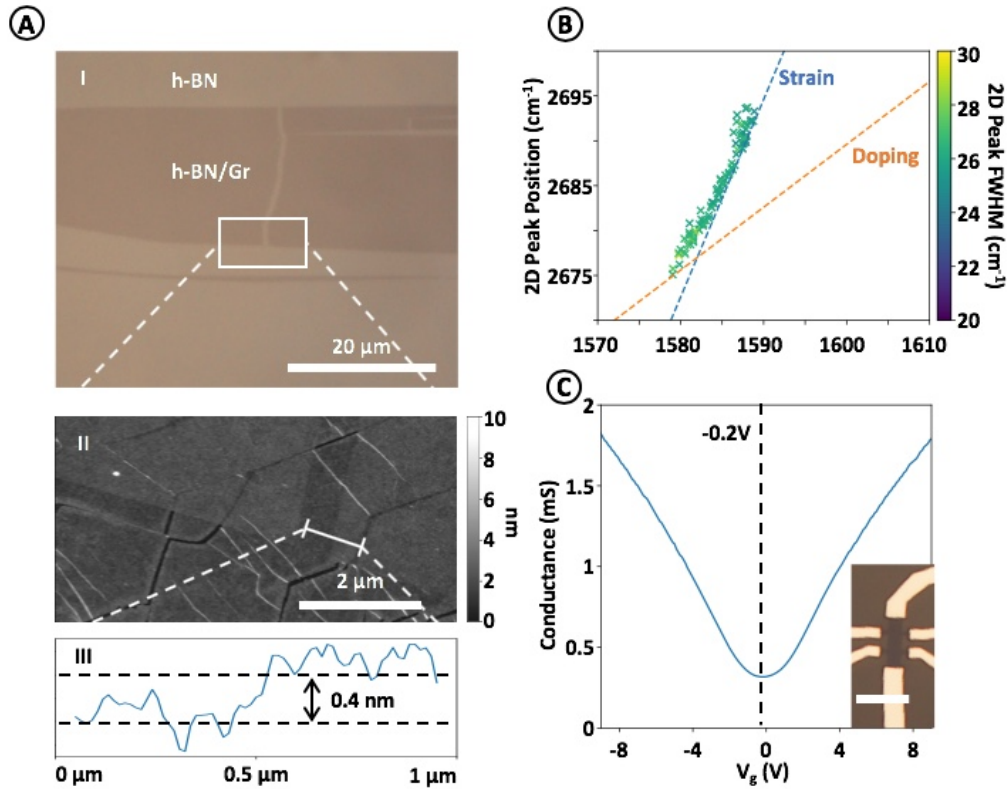 A
I
h-BN
h-BN/Gr
20 µm
II
2 µm
10
8
6
4
2
0
nm
III
0.4 nm
0 µm
0.5 µm
1 µm
B
2D Peak Position (cm⁻¹)
2695
2685
2675
1570
1580
1590
1600
1610
Strain
Doping
30
28
26
24
22
20
2D Peak FWHM (cm⁻¹)
C
Conductance (mS)
2
1.5
1
0.5
0
-0.2V
-8
-4
0
4
8
Vg (V)